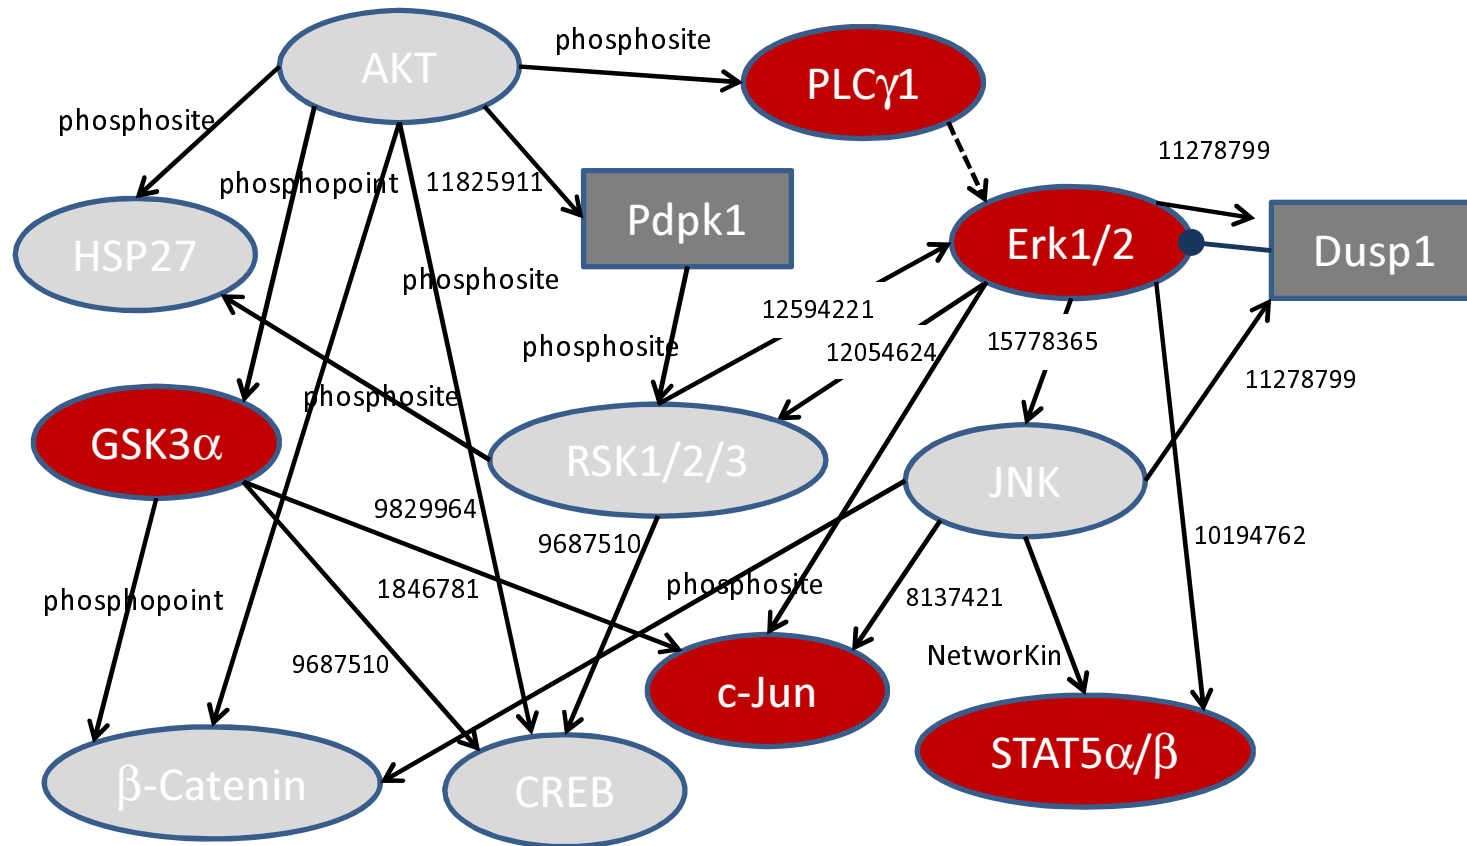 AKT
phosphosite
PLCγ1
phosphosite
11278799
phosphopoint
11825911
Pdpk1
HSP27
Erk1/2
Dusp1
phosphosite
12594221
phosphosite
12054624
15778365
11278799
phosphosite
GSK3α
RSK1/2/3
JNK
9829964
9687510
10194762
phosphopoint
1846781
phosphosite
8137421
9687510
NetworKin
c-Jun
STAT5α/β
β-Catenin
CREB